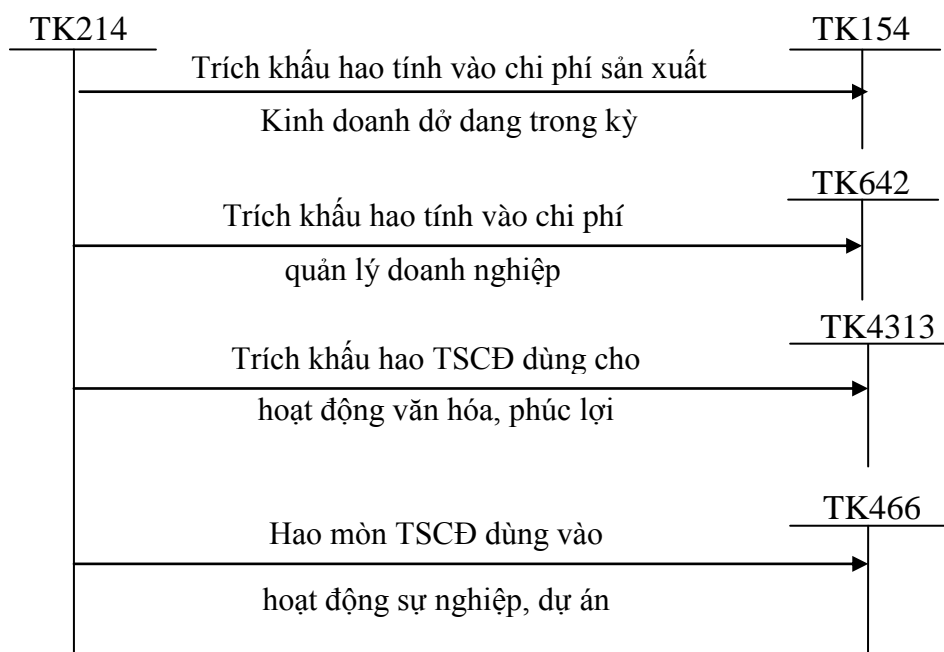 TK214
TK154
Trích khấu hao tính vào chi phí sản xuất
Kinh doanh dở dang trong kỳ
TK642
Trích khấu hao tính vào chi phí
quản lý doanh nghiệp
TK4313
Trích khấu hao TSCĐ dùng cho
hoạt động văn hóa, phúc lợi
TK466
Hao mòn TSCĐ dùng vào
hoạt động sự nghiệp, dự án